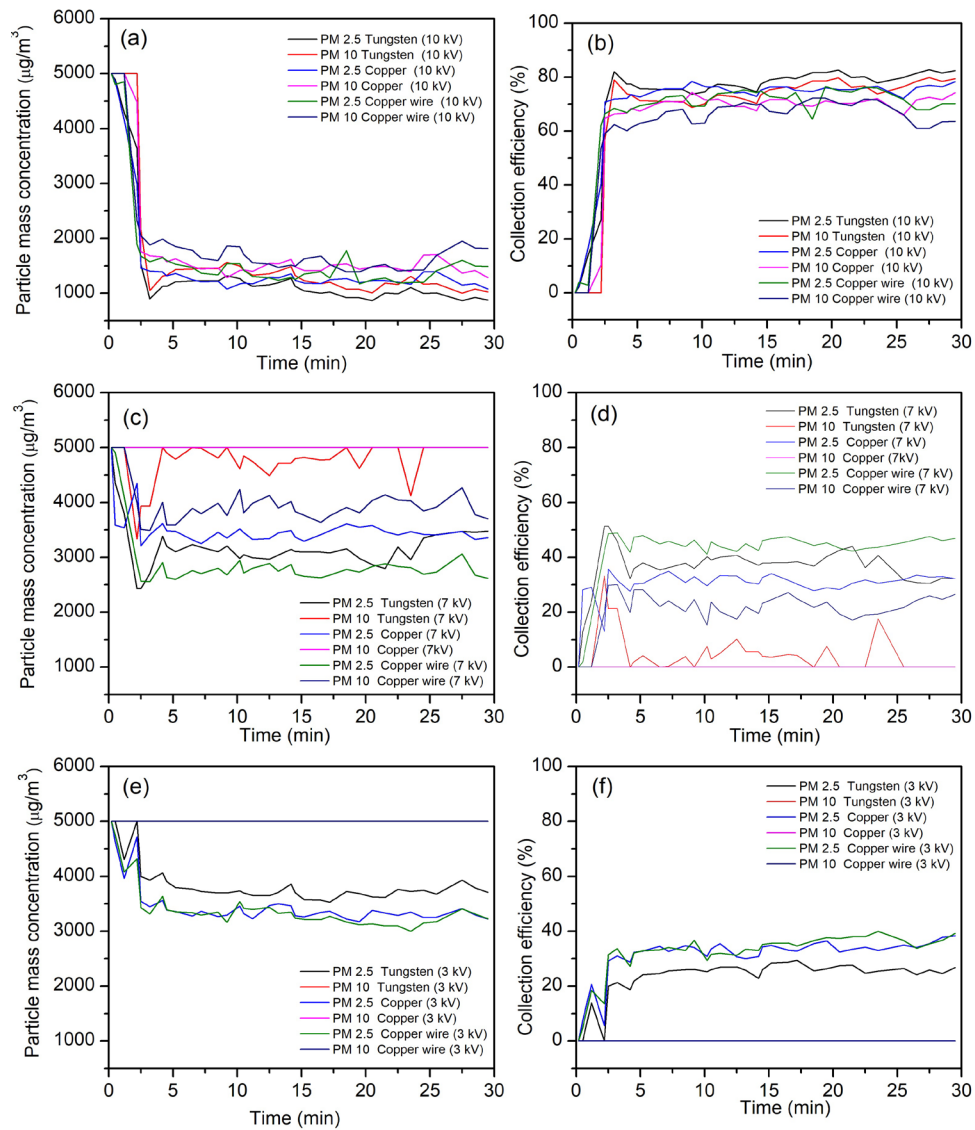 (a)
Particle mass concentration (µg/m³)
6000
5000
4000
3000
2000
1000
PM 2.5 Tungsten (10 kV)
PM 10 Tungsten (10 kV)
PM 2.5 Copper (10 kV)
PM 10 Copper (10 kV)
PM 2.5 Copper wire (10 kV)
PM 10 Copper wire (10 kV)
0 5 10 15 20 25 30
Time (min)
(b)
Collection efficiency (%)
100
80
60
40
20
0
PM 2.5 Tungsten (10 kV)
PM 10 Tungsten (10 kV)
PM 2.5 Copper (10 kV)
PM 10 Copper (10 kV)
PM 2.5 Copper wire (10 kV)
PM 10 Copper wire (10 kV)
0 5 10 15 20 25 30
Time (min)
(c)
Particle mass concentration (µg/m³)
6000
5000
4000
3000
2000
1000
PM 2.5 Tungsten (7 kV)
PM 10 Tungsten (7 kV)
PM 2.5 Copper (7 kV)
PM 10 Copper (7kV)
PM 2.5 Copper wire (7 kV)
PM 10 Copper wire (7 kV)
0 5 10 15 20 25 30
Time (min)
(d)
Collection efficiency (%)
100
80
60
40
20
0
PM 2.5 Tungsten (7 kV)
PM 10 Tungsten (7 kV)
PM 2.5 Copper (7 kV)
PM 10 Copper (7kV)
PM 2.5 Copper wire (7 kV)
PM 10 Copper wire (7 kV)
0 5 10 15 20 25 30
Time (min)
(e)
Particle mass concentration (µg/m³)
6000
5000
4000
3000
2000
1000
PM 2.5 Tungsten (3 kV)
PM 10 Tungsten (3 kV)
PM 2.5 Copper (3 kV)
PM 10 Copper (3 kV)
PM 2.5 Copper wire (3 kV)
PM 10 Copper wire (3 kV)
0 5 10 15 20 25 30
Time (min)
(f)
Collection efficiency (%)
100
80
60
40
20
0
PM 2.5 Tungsten (3 kV)
PM 10 Tungsten (3 kV)
PM 2.5 Copper (3 kV)
PM 10 Copper (3 kV)
PM 2.5 Copper wire (3 kV)
PM 10 Copper wire (3 kV)
0 5 10 15 20 25 30
Time (min)